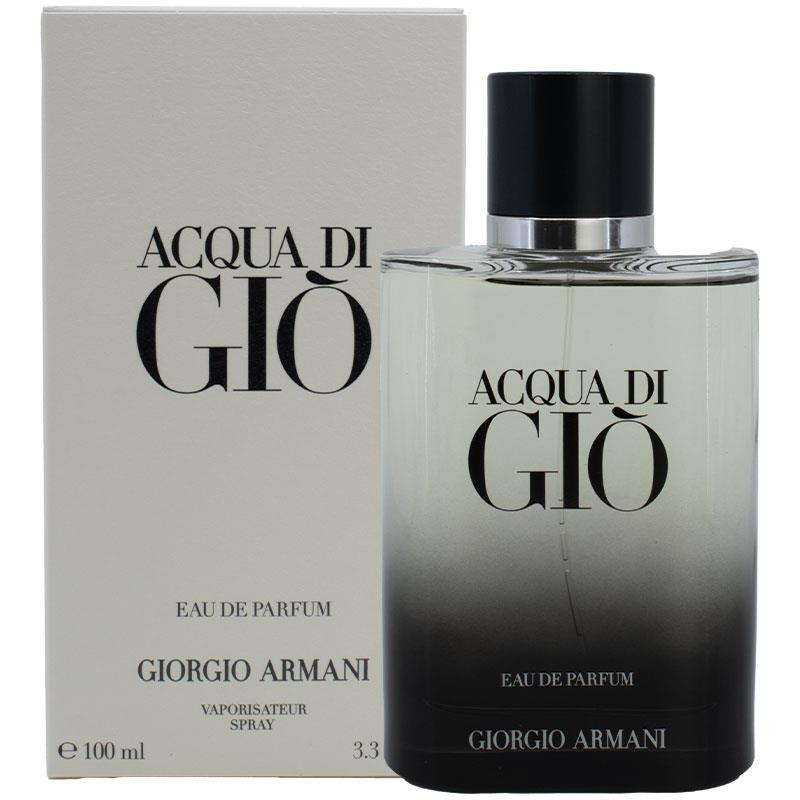 ACQUA DI
GIÒ
EAU DE PARFUM
GIORGIO ARMANI
VAPORISATEUR
SPRAY
℮ 100 ml 3.3
ACQUA DI
GIÒ
EAU DE PARFUM
GIORGIO ARMANI